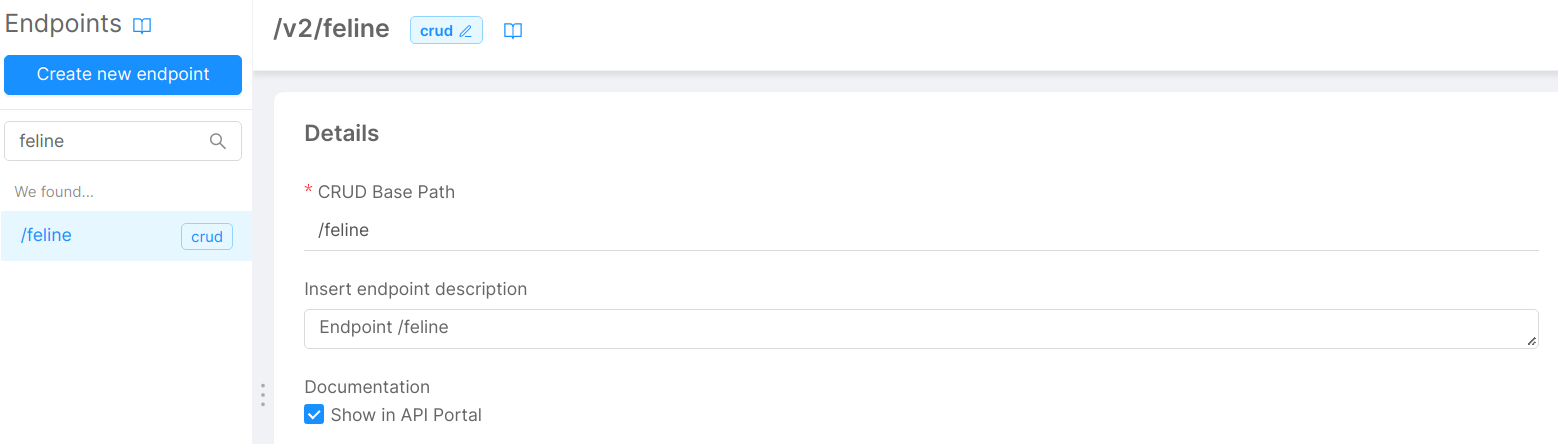 Endpoints
Create new endpoint
feline
We found...
/feline crud
/v2/feline crud
Details
* CRUD Base Path
/feline
Insert endpoint description
Endpoint /feline
Documentation
Show in API Portal